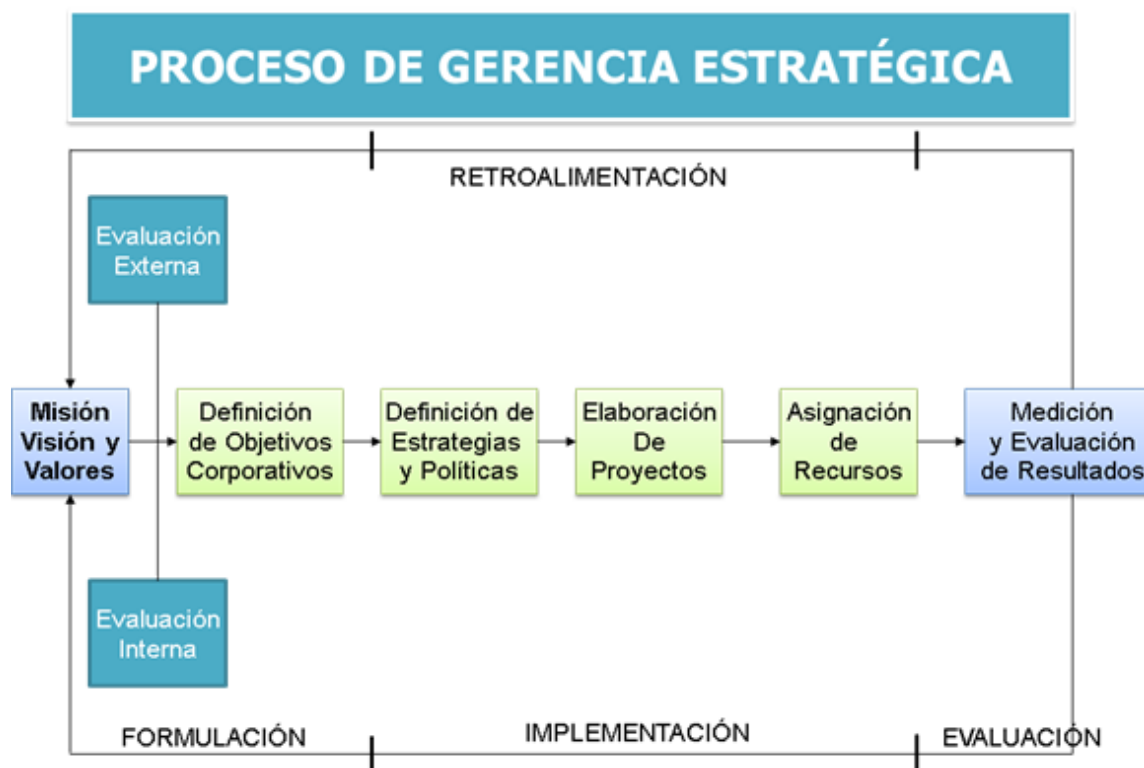 PROCESO DE GERENCIA ESTRATÉGICA
RETROALIMENTACIÓN
Evaluación
Externa
Misión
Visión y
Valores
Definición
de Objetivos
Corporativos
Definición de
Estrategias
y Políticas
Elaboración
De
Proyectos
Asignación
de
Recursos
Medición
y Evaluación
de Resultados
Evaluación
Interna
FORMULACIÓN
IMPLEMENTACIÓN
EVALUACIÓN